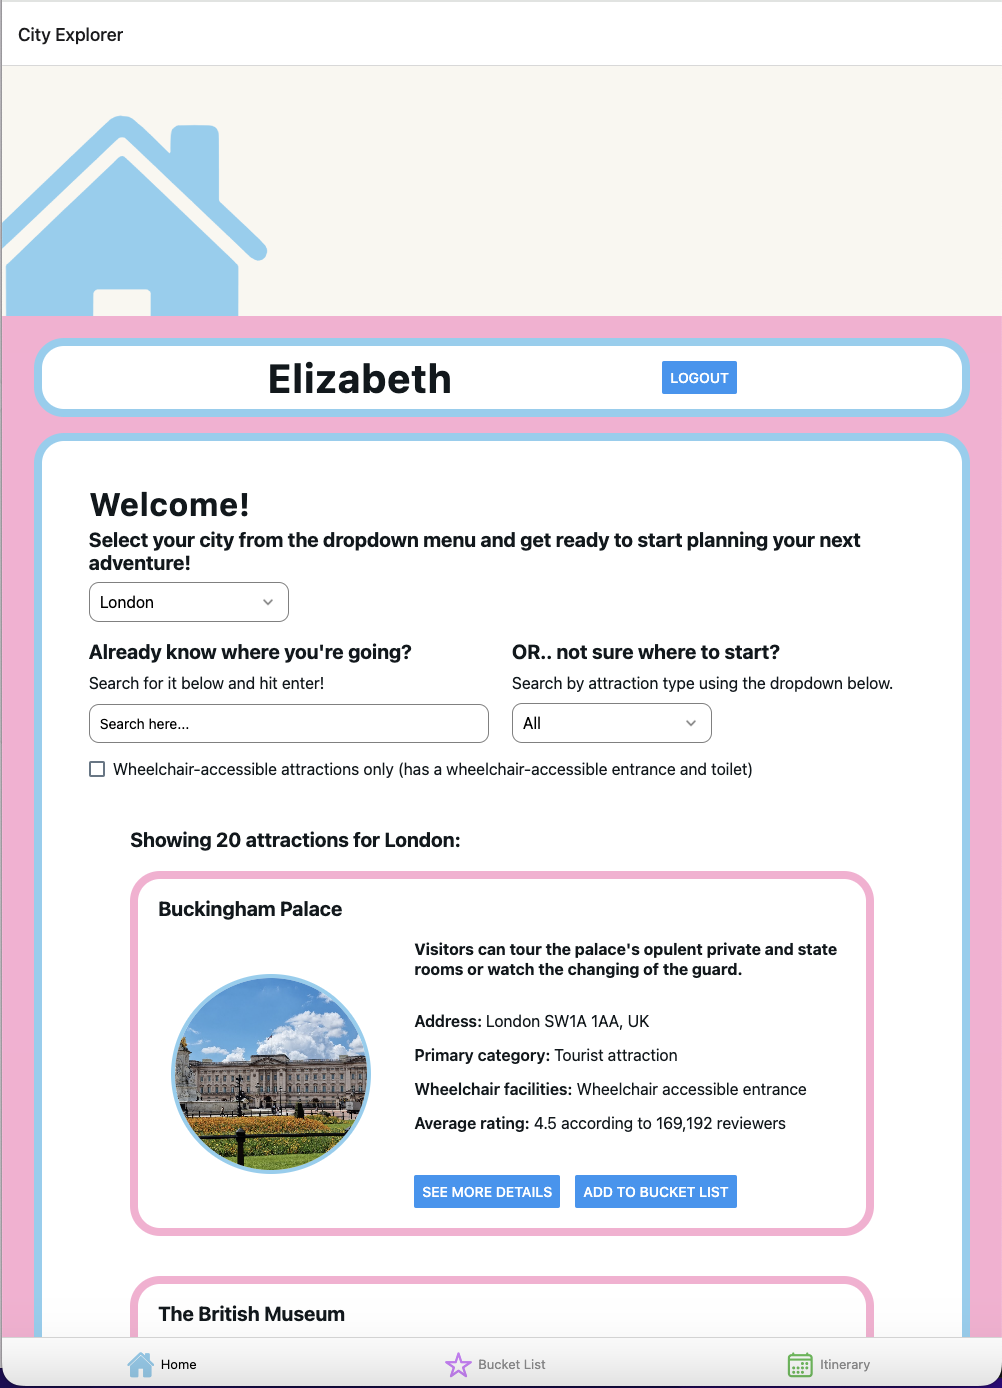 City Explorer
Elizabeth
LOGOUT
Welcome!
Select your city from the dropdown menu and get ready to start planning your next
adventure!
London
Already know where you're going?
Search for it below and hit enter!
Search here...
OR.. not sure where to start?
Search by attraction type using the dropdown below.
All
Wheelchair-accessible attractions only (has a wheelchair-accessible entrance and toilet)
Showing 20 attractions for London:
Buckingham Palace
Visitors can tour the palace's opulent private and state
rooms or watch the changing of the guard.
Address: London SW1A 1AA, UK
Primary category: Tourist attraction
Wheelchair facilities: Wheelchair accessible entrance
Average rating: 4.5 according to 169,192 reviewers
SEE MORE DETAILS
ADD TO BUCKET LIST
The British Museum
Home
Bucket List
Itinerary